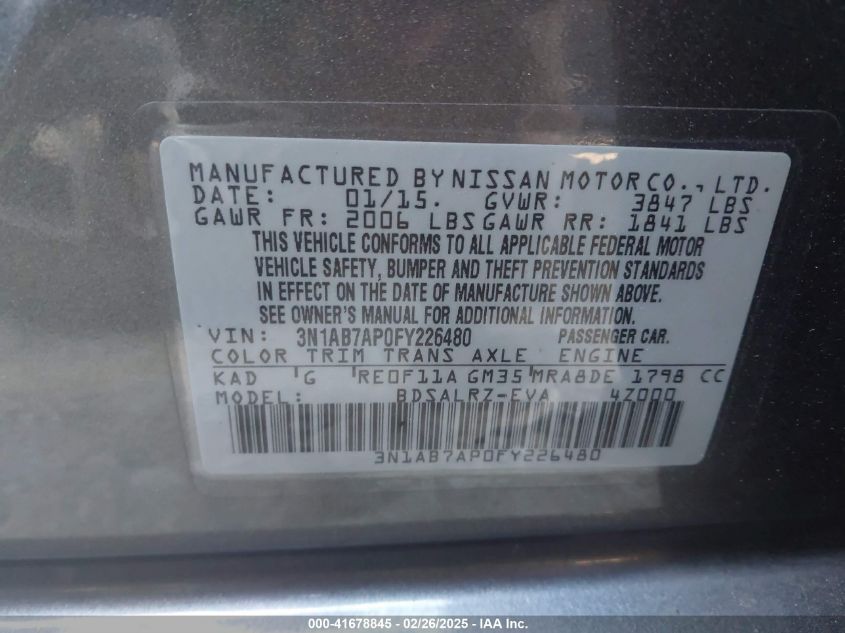 MANUFACTURED BY NISSAN MOTOR CO., LTD.
DATE: 01/15. GVWR: 3847 LBS
GAWR FR: 2006 LBS GAWR RR: 1841 LBS
THIS VEHICLE CONFORMS TO ALL APPLICABLE FEDERAL MOTOR
VEHICLE SAFETY, BUMPER AND THEFT PREVENTION STANDARDS
IN EFFECT ON THE DATE OF MANUFACTURE SHOWN ABOVE.
SEE OWNER'S MANUAL FOR ADDITIONAL INFORMATION.
VIN: 3N1AB7AP0FY226480 PASSENGER CAR.
COLOR TRIM TRANS AXLE ENGINE
KAD G RE0F11A GM35 MRA8DE 1798 CC
MODEL: BDSALRZ-EVA 4Z000
3N1AB7AP0FY226480
000-41678845 - 02/26/2025 - IAA Inc.